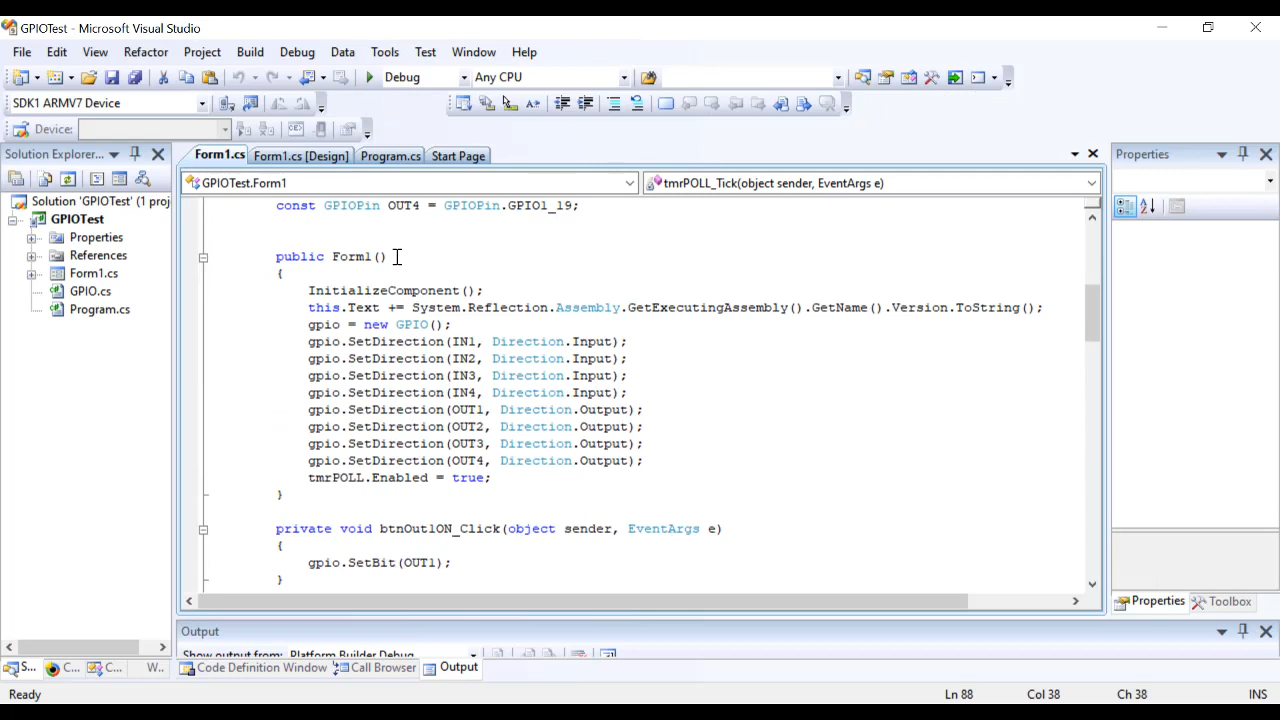 GPIOTest - Microsoft Visual Studio
File Edit View Refactor Project Build Debug Data Tools Test Window Help
Debug Any CPU
SDK1 ARMV7 Device
Device:
Solution Explorer...
Form1.cs Form1.cs [Design] Program.cs Start Page
Properties
GPIOTest.Form1 tmrPOLL_Tick(object sender, EventArgs e)
Solution 'GPIOTest' (1 proj
GPIOTest
Properties
References
Form1.cs
GPIO.cs
Program.cs
const GPIOPin OUT4 = GPIOPin.GPIO1_19;
public Form1()
{
InitializeComponent();
this.Text += System.Reflection.Assembly.GetExecutingAssembly().GetName().Version.ToString();
gpio = new GPIO();
gpio.SetDirection(IN1, Direction.Input);
gpio.SetDirection(IN2, Direction.Input);
gpio.SetDirection(IN3, Direction.Input);
gpio.SetDirection(IN4, Direction.Input);
gpio.SetDirection(OUT1, Direction.Output);
gpio.SetDirection(OUT2, Direction.Output);
gpio.SetDirection(OUT3, Direction.Output);
gpio.SetDirection(OUT4, Direction.Output);
tmrPOLL.Enabled = true;
}
private void btnOut1ON_Click(object sender, EventArgs e)
{
gpio.SetBit(OUT1);
}
Properties Toolbox
Output
Show output from: Platform Builder Debug
S... C... C... W...
Code Definition Window Call Browser Output
Ready Ln 88 Col 38 Ch 38 INS